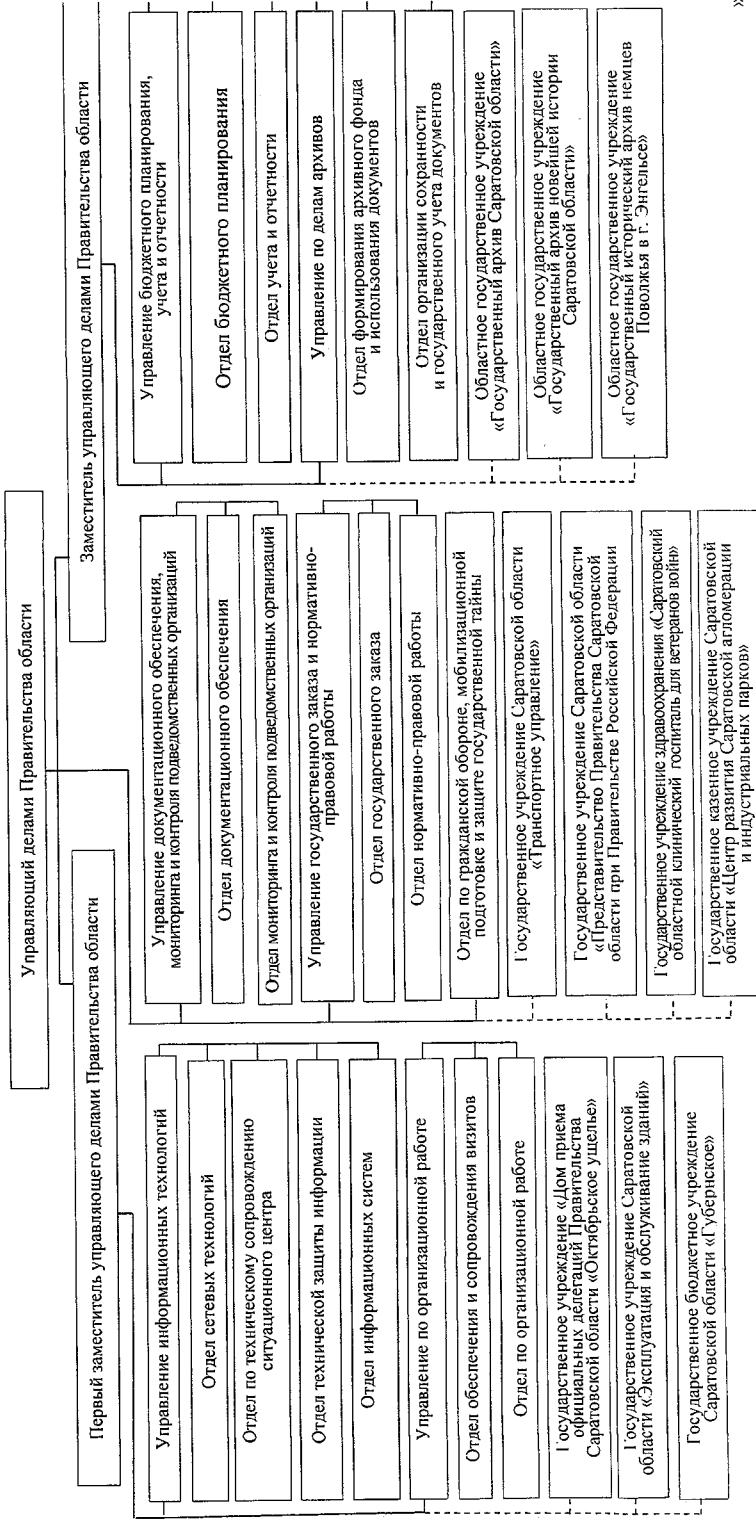 Управляющий делами Правительства области
Первый заместитель управляющего делами Правительства области
Заместитель управляющего делами Правительства области
Управление информационных технологий
Отдел сетевых технологий
Отдел по техническому сопровождению
ситуационного центра
Отдел технической защиты информации
Отдел информационных систем
Управление по организационной работе
Отдел обеспечения и сопровождения визитов
Отдел по организационной работе
Государственное учреждение «Дом приема
официальных делегаций Правительства
Саратовской области «Октябрьское ущелье»
Государственное учреждение Саратовской
области «Эксплуатация и обслуживание зданий»
Государственное бюджетное учреждение
Саратовской области «Губернское»
Управление документационного обеспечения,
мониторинга и контроля подведомственных организаций
Отдел документационного обеспечения
Отдел мониторинга и контроля подведомственных организаций
Управление государственного заказа и нормативно-
правовой работы
Отдел государственного заказа
Отдел нормативно-правовой работы
Отдел по гражданской обороне, мобилизационной
подготовке и защите государственной тайны
Государственное учреждение Саратовской области
«Транспортное управление»
Государственное учреждение Саратовской области
«Представительство Правительства Саратовской
области при Правительстве Российской Федерации
Государственное учреждение здравоохранения «Саратовский
областной клинический госпиталь для ветеранов войн»
Государственное казенное учреждение Саратовской
области «Центр развития Саратовской агломерации
и индустриальных парков»
Управление бюджетного планирования,
учета и отчетности
Отдел бюджетного планирования
Отдел учета и отчетности
Управление по делам архивов
Отдел формирования архивного фонда
и использования документов
Отдел организации сохранности
и государственного учета документов
Областное государственное учреждение
«Государственный архив Саратовской области»
Областное государственное учреждение
«Государственный архив новейшей истории
Саратовской области»
Областное государственное учреждение
«Государственный исторический архив немцев
Поволжья в г. Энгельсе»
»